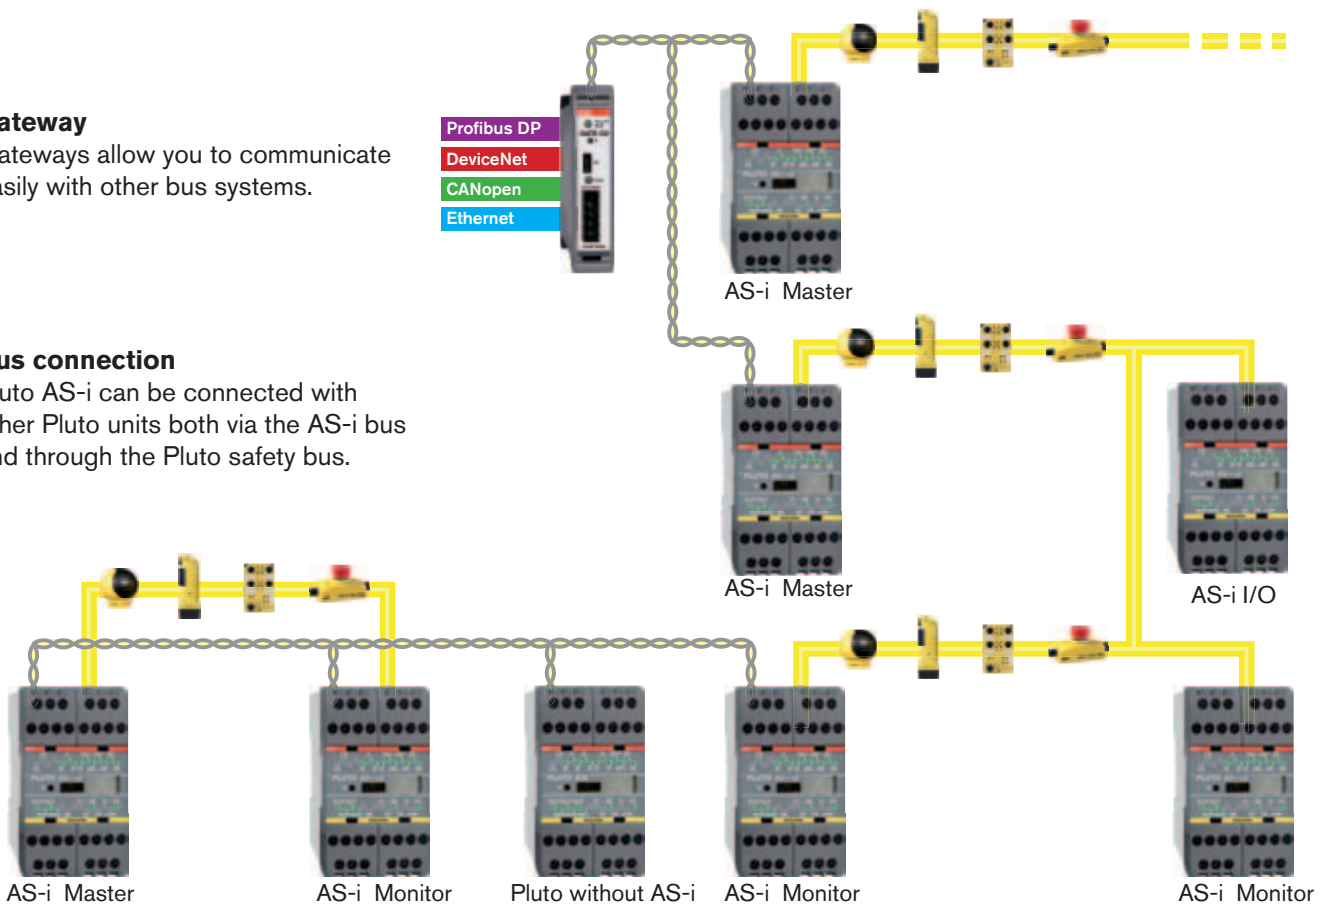 ateway
ateways allow you to communicate
asily with other bus systems.
Profibus DP
DeviceNet
CANopen
Ethernet
AS-i Master
us connection
uto AS-i can be connected with
her Pluto units both via the AS-i bus
nd through the Pluto safety bus.
AS-i Master
AS-i I/O
AS-i Master
AS-i Monitor
Pluto without AS-i
AS-i Monitor
AS-i Monitor